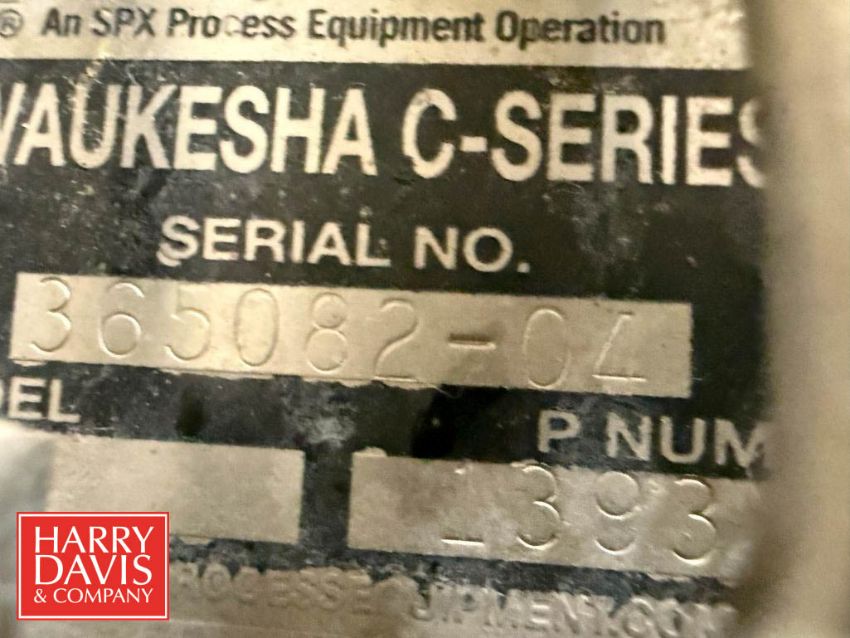 ® An SPX Process Equipment Operation
WAUKESHA C-SERIES
SERIAL NO.
365082-04
DEL
P NUM
1393
HARRY
DAVIS
& COMPANY